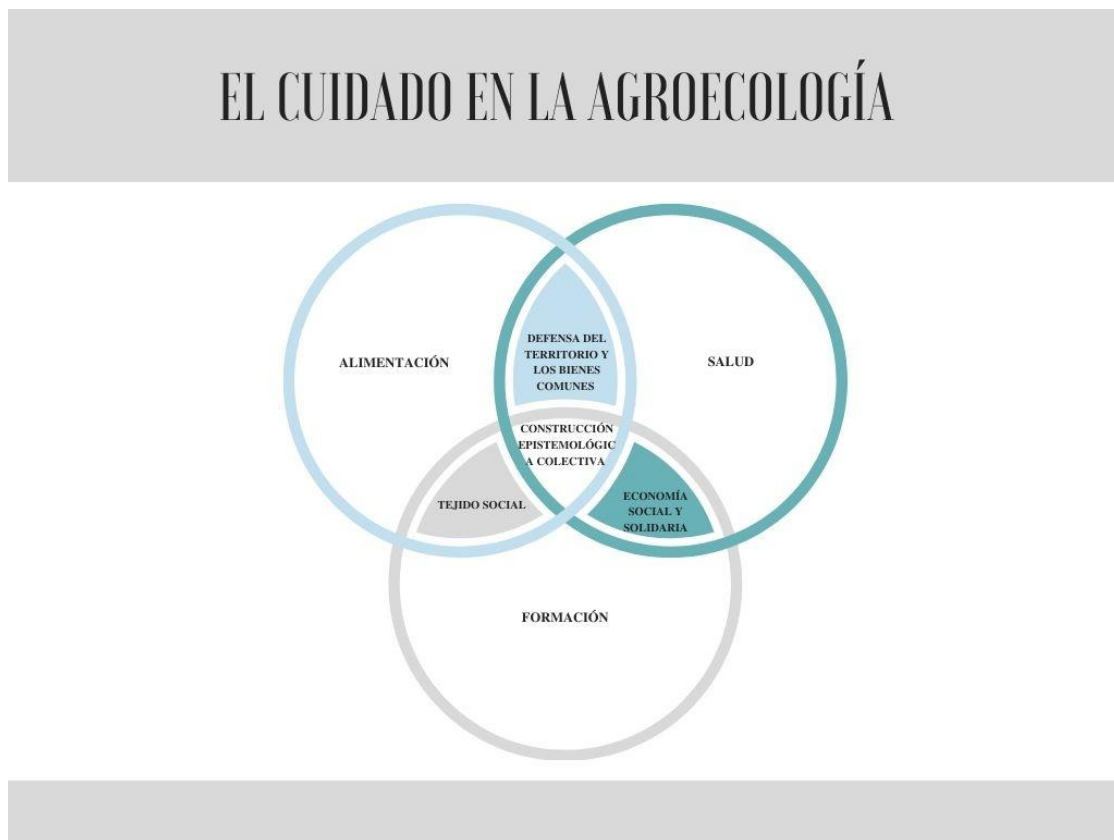 EL CUIDADO EN LA AGROECOLOGÍA
ALIMENTACIÓN
DEFENSA DEL
TERRITORIO Y
LOS BIENES
COMUNES
SALUD
CONSTRUCCIÓN
EPISTEMOLÓGIC
A COLECTIVA
TEJIDO SOCIAL
ECONOMÍA
SOCIAL Y
SOLIDARIA
FORMACIÓN